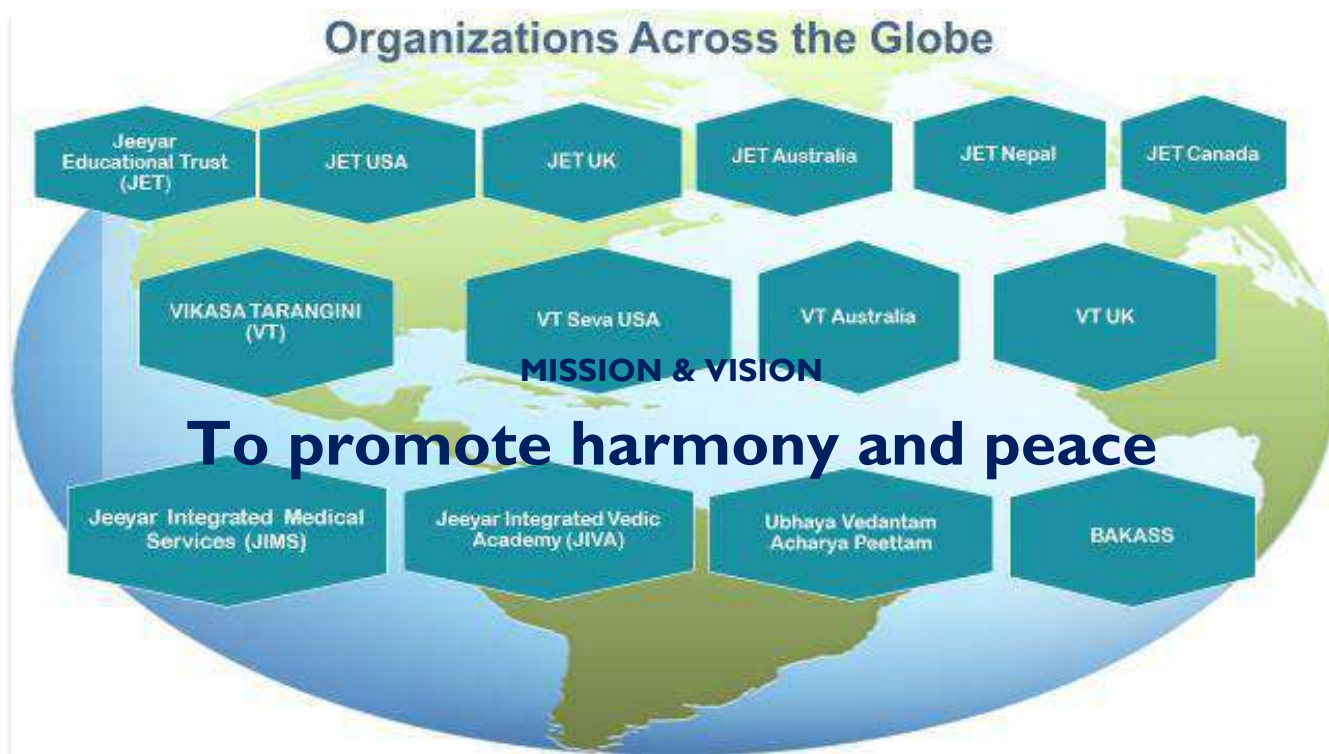 Organizations Across the Globe
Jeeyar
Educational Trust
(JET)
JET USA
JET UK
JET Australia
JET Nepal
JET Canada
VIKASA TARANGINI
(VT)
VT Seva USA
VT Australia
VT UK
MISSION & VISION
To promote harmony and peace
Jeeyar Integrated Medical
Services (JIMS)
Jeeyar Integrated Vedic
Academy (JIVA)
Ubhaya Vedantam
Acharya Peettam
BAKASS